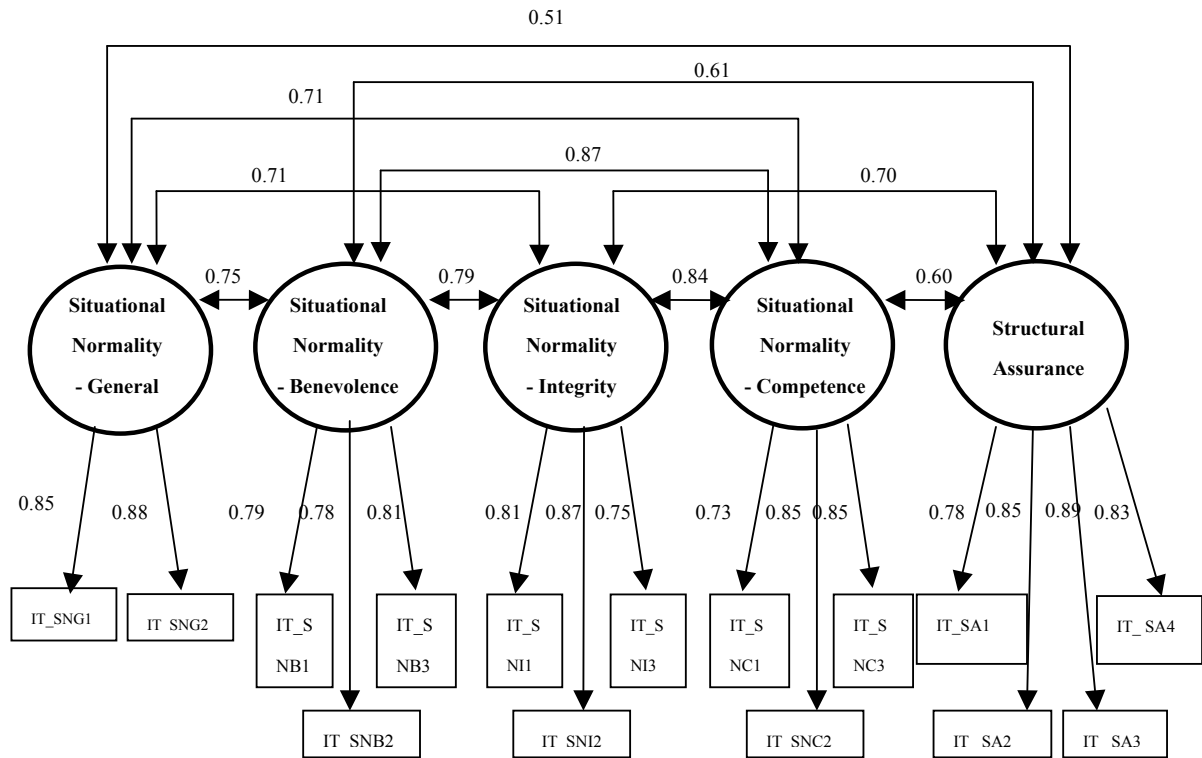 0.51
0.61
0.71
0.87
0.71
0.70
0.75
0.79
0.84
0.60
Situational
Normality
- General
Situational
Normality
- Benevolence
Situational
Normality
- Integrity
Situational
Normality
- Competence
Structural
Assurance
0.85
0.88
0.79
0.78
0.81
0.81
0.87
0.75
0.73
0.85
0.85
0.78
0.85
0.89
0.83
IT_SNG1
IT SNG2
IT_S
NB1
IT_S
NB3
IT_S
NI1
IT_S
NI3
IT_S
NC1
IT_S
NC3
IT_SA1
IT_ SA4
IT SNB2
IT SNI2
IT SNC2
IT SA2
IT SA3